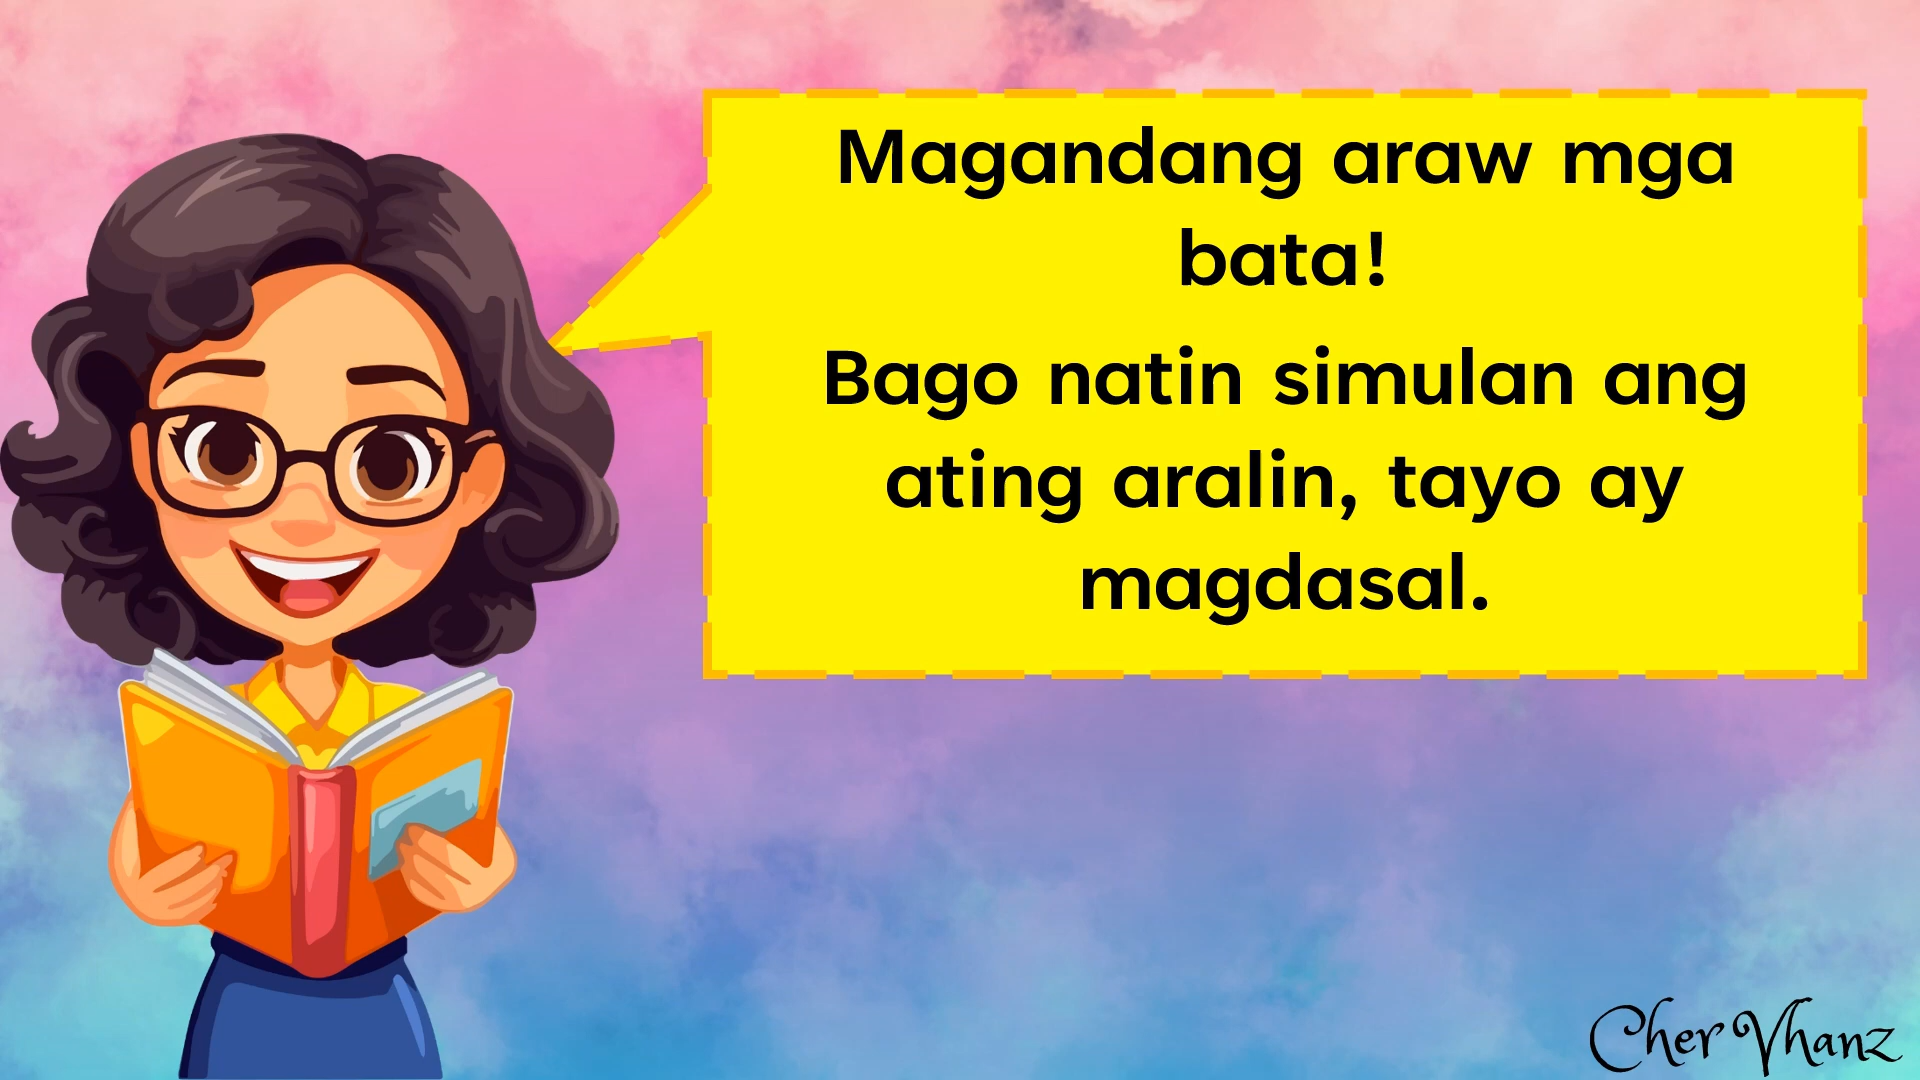 Magandang araw mga
bata!
Bago natin simulan ang
ating aralin, tayo ay
magdasal.
Cher Vhanz